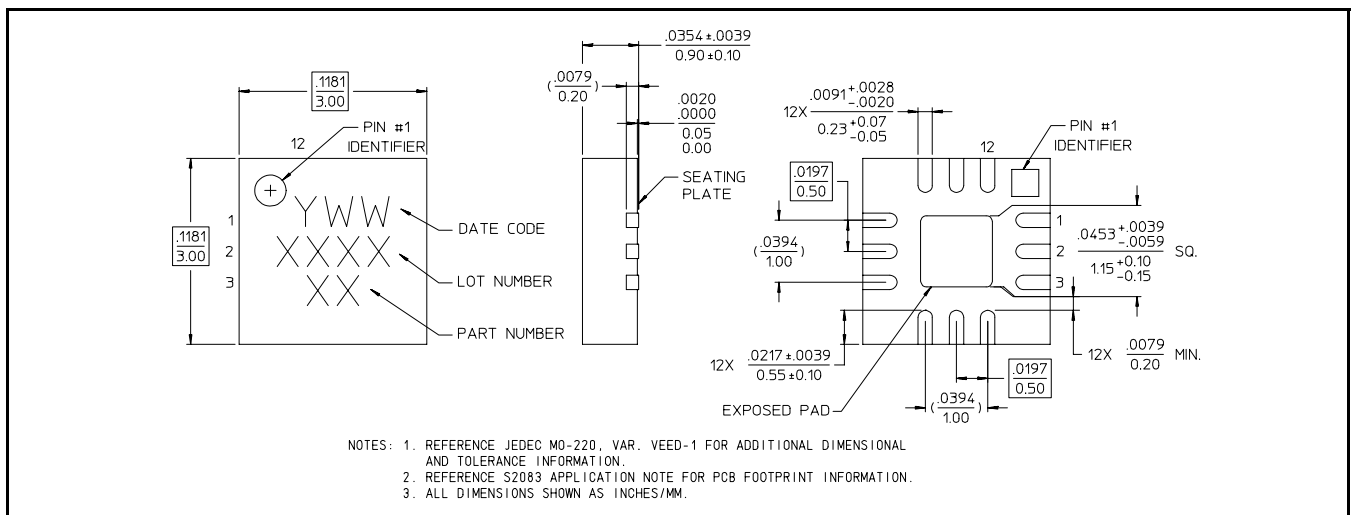 .1181
3.00
PIN #1
IDENTIFIER
12
.1181
3.00
1
2
3
YWW
XXXX
XX
DATE CODE
LOT NUMBER
PART NUMBER
.0354±.0039
0.90±0.10
(.0079
0.20)
.0020
.0000
0.05
0.00
SEATING
PLATE
12X .0091 +.0028
-.0020
0.23 +0.07
-0.05
.0197
0.50
(.0394
1.00)
12
PIN #1
IDENTIFIER
1
2
3
.0453 +.0039
-.0059 SQ.
1.15 +0.10
-0.15
12X .0217±.0039
0.55±0.10
EXPOSED PAD
(.0394
1.00)
.0197
0.50
12X .0079 MIN.
0.20
NOTES: 1. REFERENCE JEDEC MO-220, VAR. VEED-1 FOR ADDITIONAL DIMENSIONAL
AND TOLERANCE INFORMATION.
2. REFERENCE S2083 APPLICATION NOTE FOR PCB FOOTPRINT INFORMATION.
3. ALL DIMENSIONS SHOWN AS INCHES/MM.